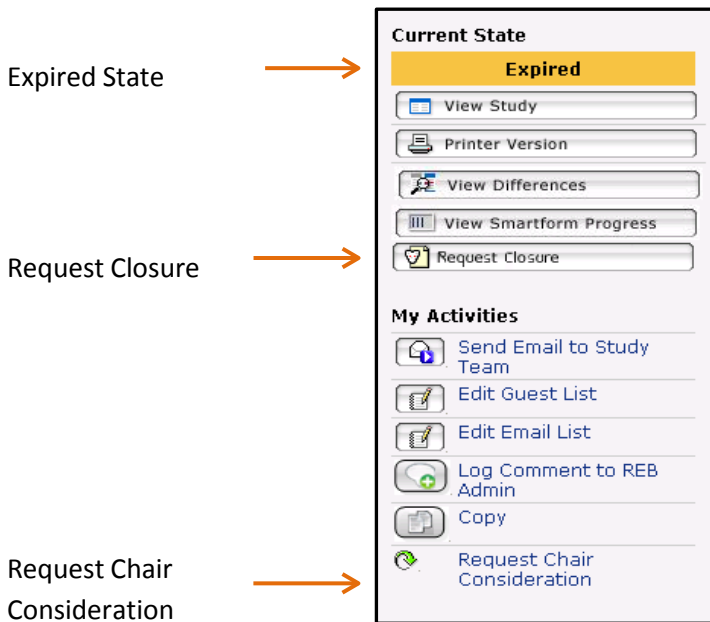 Current State
Expired State
Expired
View Study
Printer Version
View Differences
View Smartform Progress
Request Closure
Request Closure
My Activities
Send Email to Study
Team
Edit Guest List
Edit Email List
Log Comment to REB
Admin
Copy
Request Chair
Consideration
Request Chair
Consideration